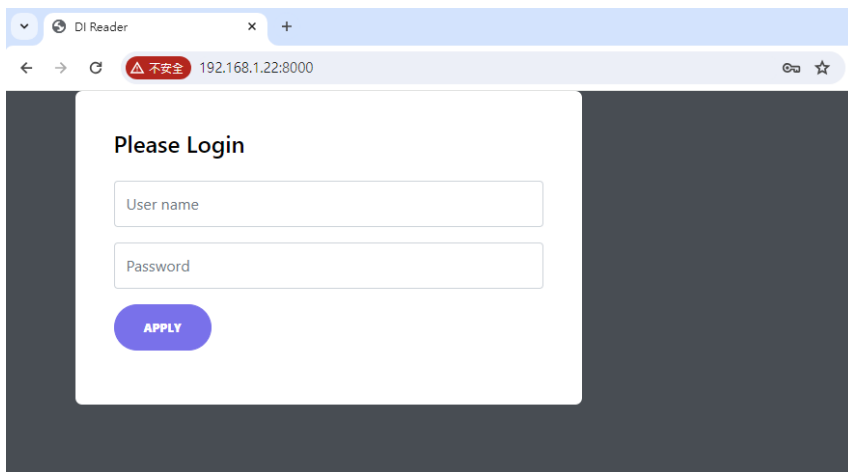 DI Reader
不安全 192.168.1.22:8000
Please Login
User name
Password
APPLY